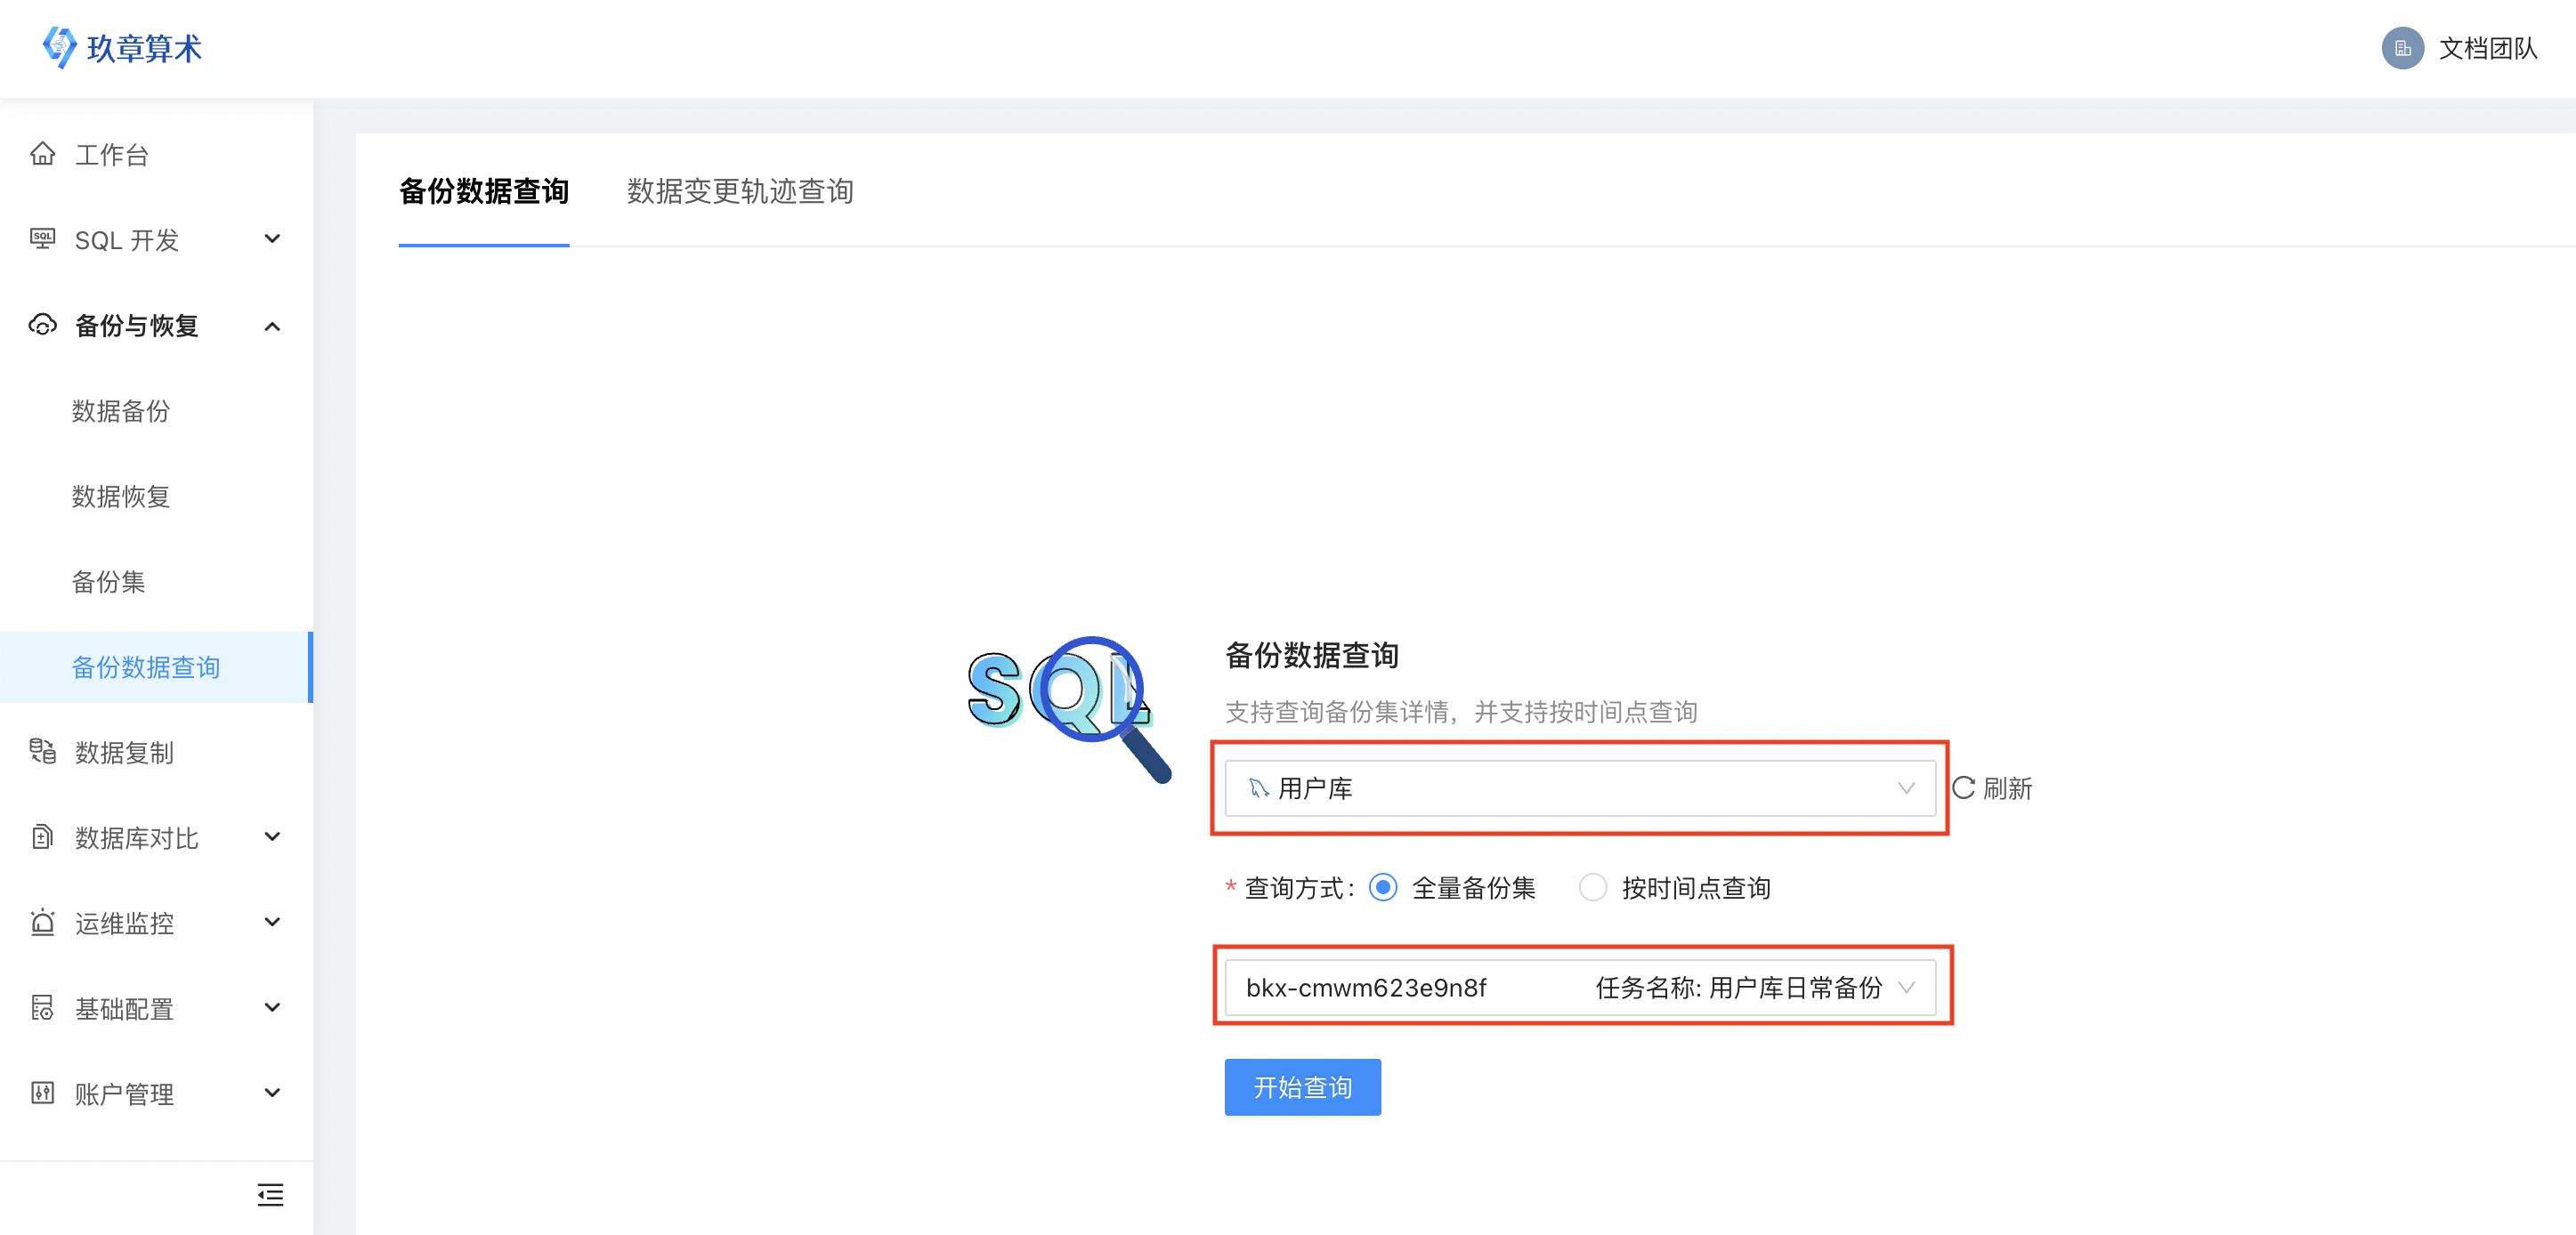 玖章算术
文档团队
工作台
SQL 开发
备份与恢复
数据备份
数据恢复
备份集
备份数据查询
数据复制
数据库对比
运维监控
基础配置
账户管理
备份数据查询 数据变更轨迹查询
SQL
备份数据查询
支持查询备份集详情，并支持按时间点查询
用户库 刷新
* 查询方式： 全量备份集 按时间点查询
bkx-cmwm623e9n8f 任务名称: 用户库日常备份
开始查询